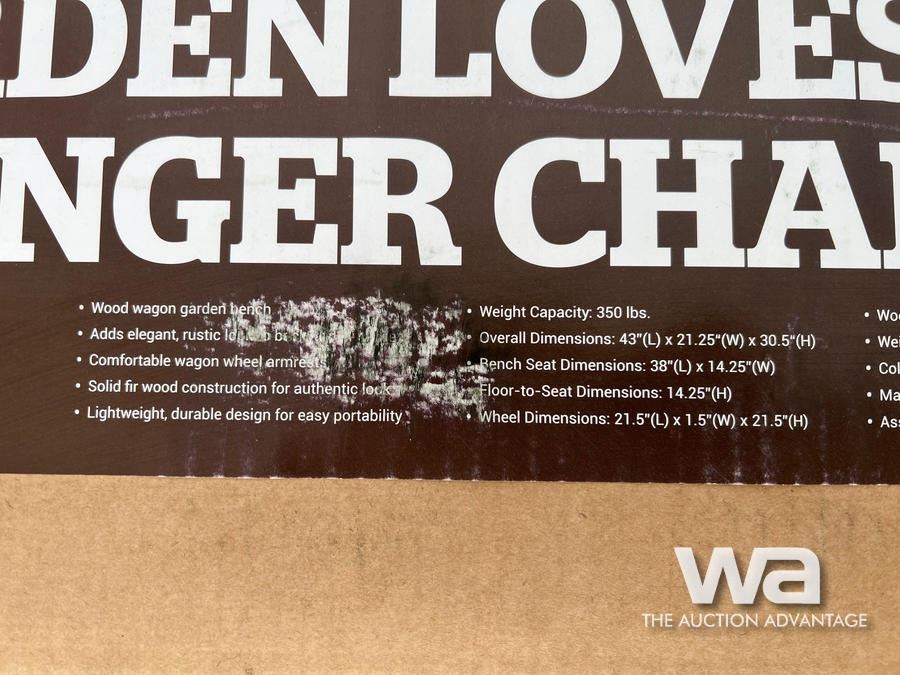 DEN LOVES
NGER CHA
• Wood wagon garden bench
• Adds elegant, rustic
• Comfortable wagon wheel armrests
• Solid fir wood construction for authentic look
• Lightweight, durable design for easy portability
• Weight Capacity: 350 lbs.
• Overall Dimensions: 43"(L) x 21.25"(W) x 30.5"(H)
Bench Seat Dimensions: 38"(L) x 14.25"(W)
Floor-to-Seat Dimensions: 14.25"(H)
• Wheel Dimensions: 21.5"(L) x 1.5"(W) x 21.5"(H)
• Woo
• Wei
• Col
• Ma
• Ass
wa
THE AUCTION ADVANTAGE